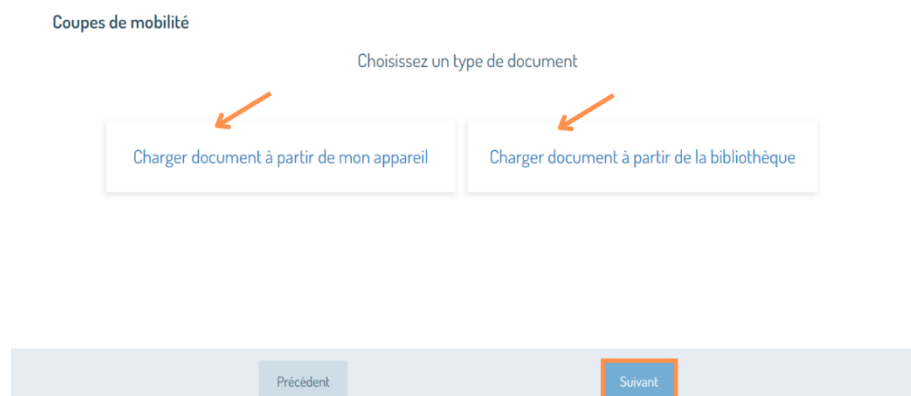 Coupes de mobilité
Choisissez un type de document
Charger document à partir de mon appareil
Charger document à partir de la bibliothèque
Précédent
Suivant